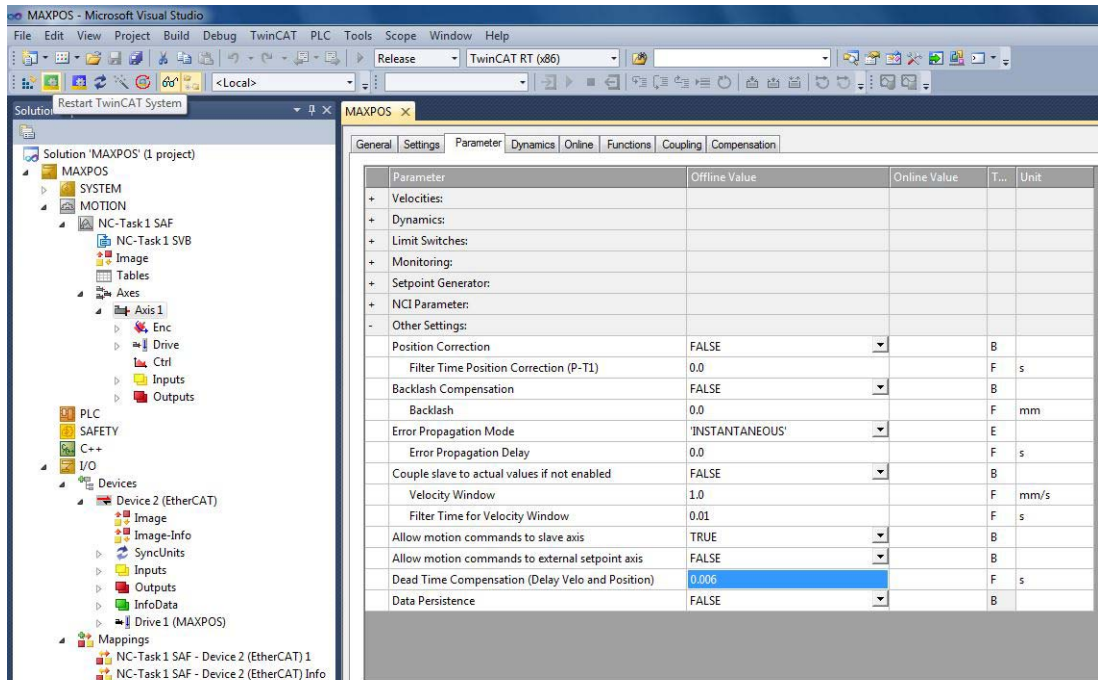 MAXPOS - Microsoft Visual Studio
File Edit View Project Build Debug TwinCAT PLC Tools Scope Window Help
Release TwinCAT RT (x86)
<Local>
Restart TwinCAT System
Solution
MAXPOS
General Settings Parameter Dynamics Online Functions Coupling Compensation
Solution 'MAXPOS' (1 project)
MAXPOS
SYSTEM
MOTION
NC-Task 1 SAF
NC-Task 1 SVB
Image
Tables
Axes
Axis 1
Enc
Drive
Ctrl
Inputs
Outputs
PLC
SAFETY
C++
I/O
Devices
Device 2 (EtherCAT)
Image
Image-Info
SyncUnits
Inputs
Outputs
InfoData
Drive 1 (MAXPOS)
Mappings
NC-Task 1 SAF - Device 2 (EtherCAT) 1
NC-Task 1 SAF - Device 2 (EtherCAT) Info
Parameter Offline Value Online Value T... Unit
+ Velocities:
+ Dynamics:
+ Limit Switches:
+ Monitoring:
+ Setpoint Generator:
+ NCI Parameter:
- Other Settings:
Position Correction FALSE B
Filter Time Position Correction (P-T1) 0.0 F s
Backlash Compensation FALSE B
Backlash 0.0 F mm
Error Propagation Mode 'INSTANTANEOUS' E
Error Propagation Delay 0.0 F s
Couple slave to actual values if not enabled FALSE B
Velocity Window 1.0 F mm/s
Filter Time for Velocity Window 0.01 F s
Allow motion commands to slave axis TRUE B
Allow motion commands to external setpoint axis FALSE B
Dead Time Compensation (Delay Velo and Position) 0.006 F s
Data Persistence FALSE B